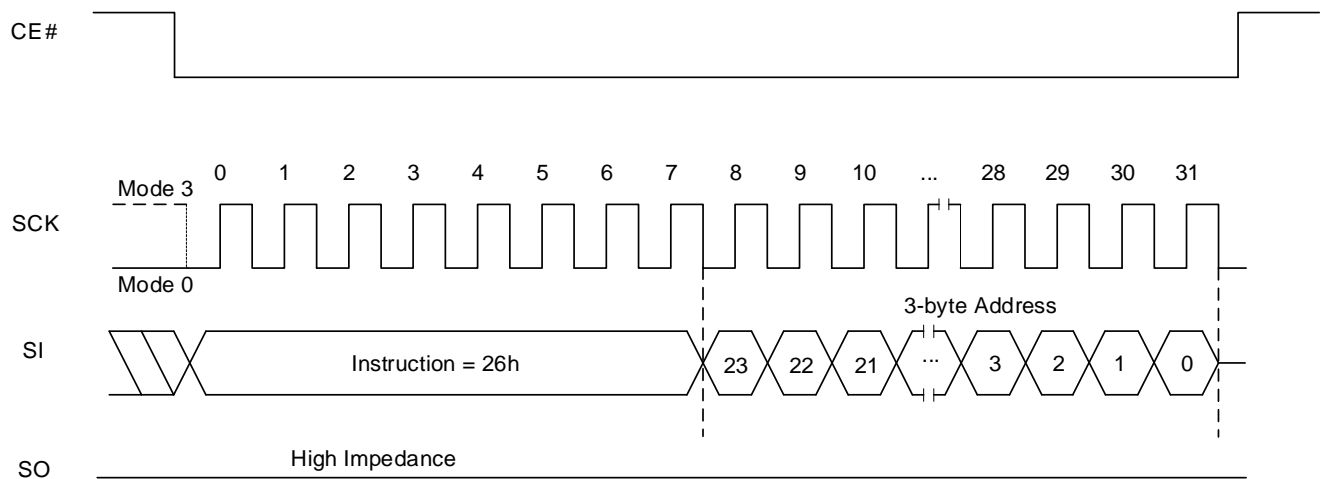 CE#
0 1 2 3 4 5 6 7 8 9 10 ... 28 29 30 31
Mode 3
SCK
Mode 0
3-byte Address
SI
Instruction = 26h 23 22 21 ... 3 2 1 0
High Impedance
SO